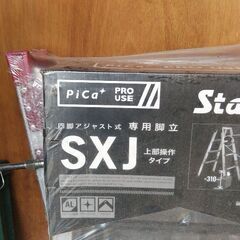 PiCa+ PRO USE
Sta
四脚アジャスト式 専用脚立
SXJ 上部操作タイプ
310
AL